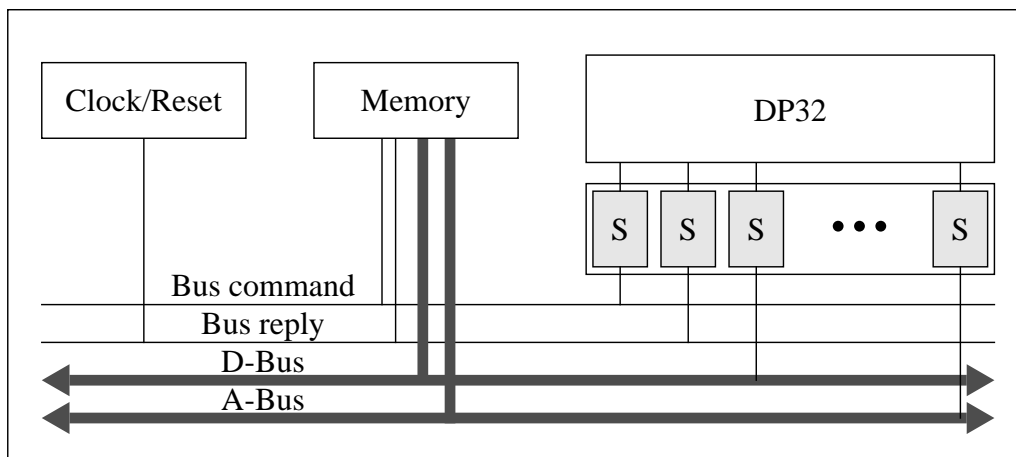 Clock/Reset
Memory
DP32
S
S
S
S
Bus command
Bus reply
D-Bus
A-Bus